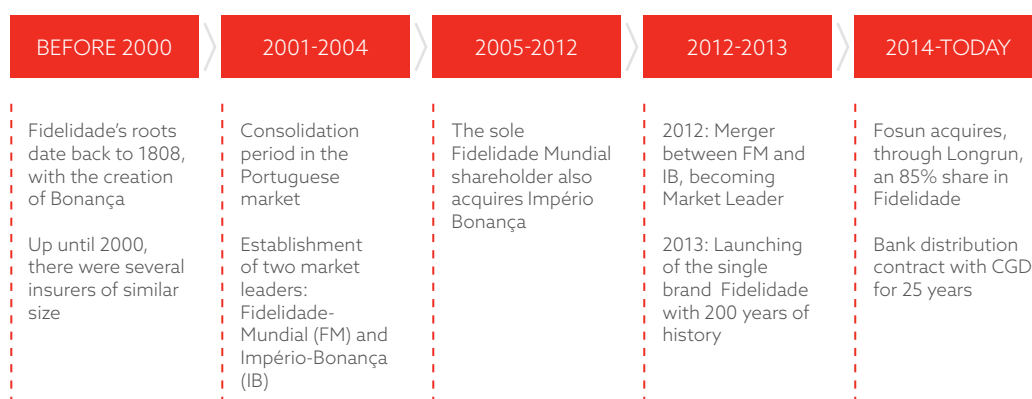 BEFORE 2000
Fidelidade's roots
date back to 1808,
with the creation
of Bonança
Up until 2000,
there were several
insurers of similar
size
2001-2004
Consolidation
period in the
Portuguese
market
Establishment
of two market
leaders:
Fidelidade-
Mundial (FM) and
Império-Bonança
(IB)
2005-2012
The sole
Fidelidade Mundial
shareholder also
acquires Império
Bonança
2012-2013
2012: Merger
between FM and
IB, becoming
Market Leader
2013: Launching
of the single
brand Fidelidade
with 200 years of
history
2014-TODAY
Fosun acquires,
through Longrun,
an 85% share in
Fidelidade
Bank distribution
contract with CGD
for 25 years